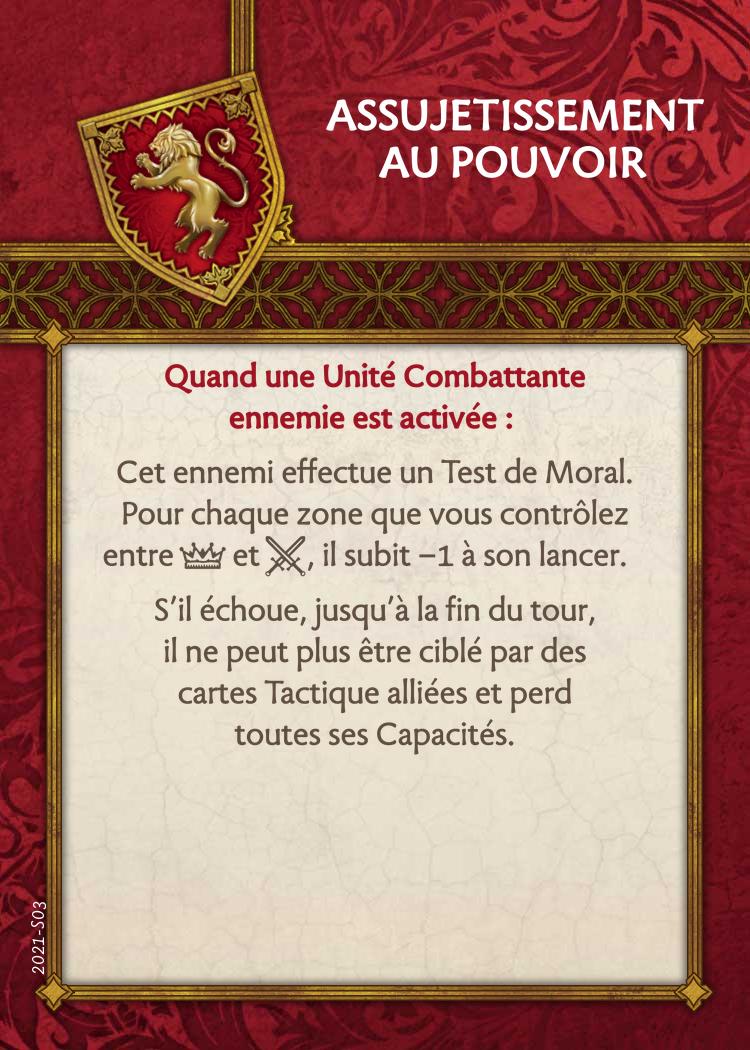 ASSUJETISSEMENT
AU POUVOIR
Quand une Unité Combattante
ennemie est activée :
Cet ennemi effectue un Test de Moral.
Pour chaque zone que vous contrôlez
entre et , il subit −1 à son lancer.
S'il échoue, jusqu'à la fin du tour,
il ne peut plus être ciblé par des
cartes Tactique alliées et perd
toutes ses Capacités.
2021-S03